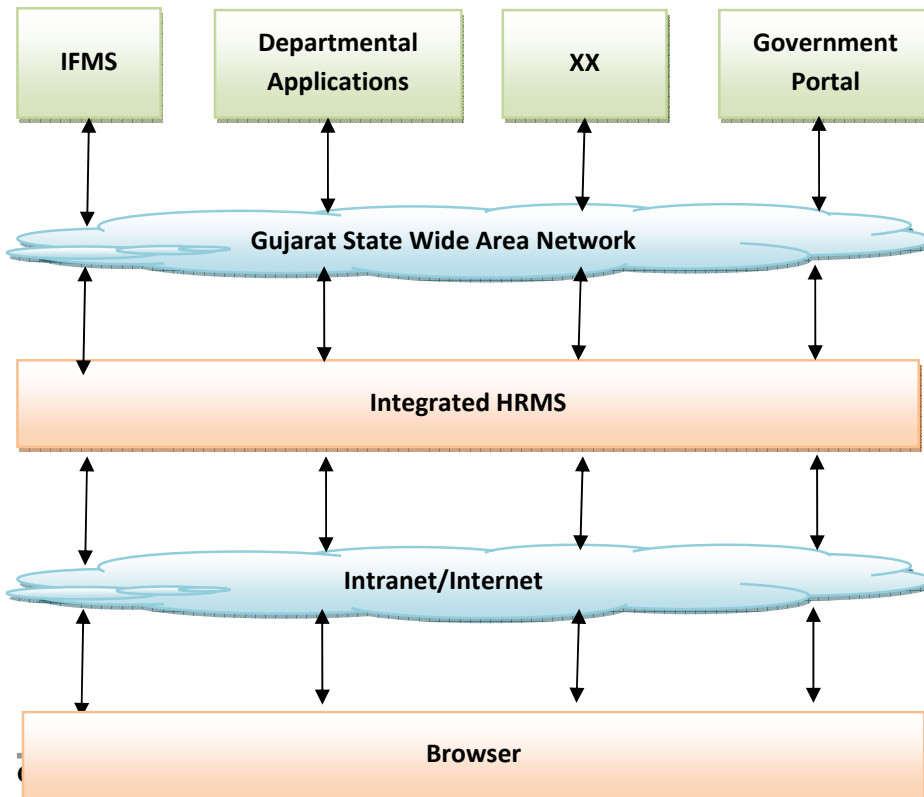 IFMS
Departmental
Applications
XX
Government
Portal
Gujarat State Wide Area Network
Integrated HRMS
Intranet/Internet
Browser